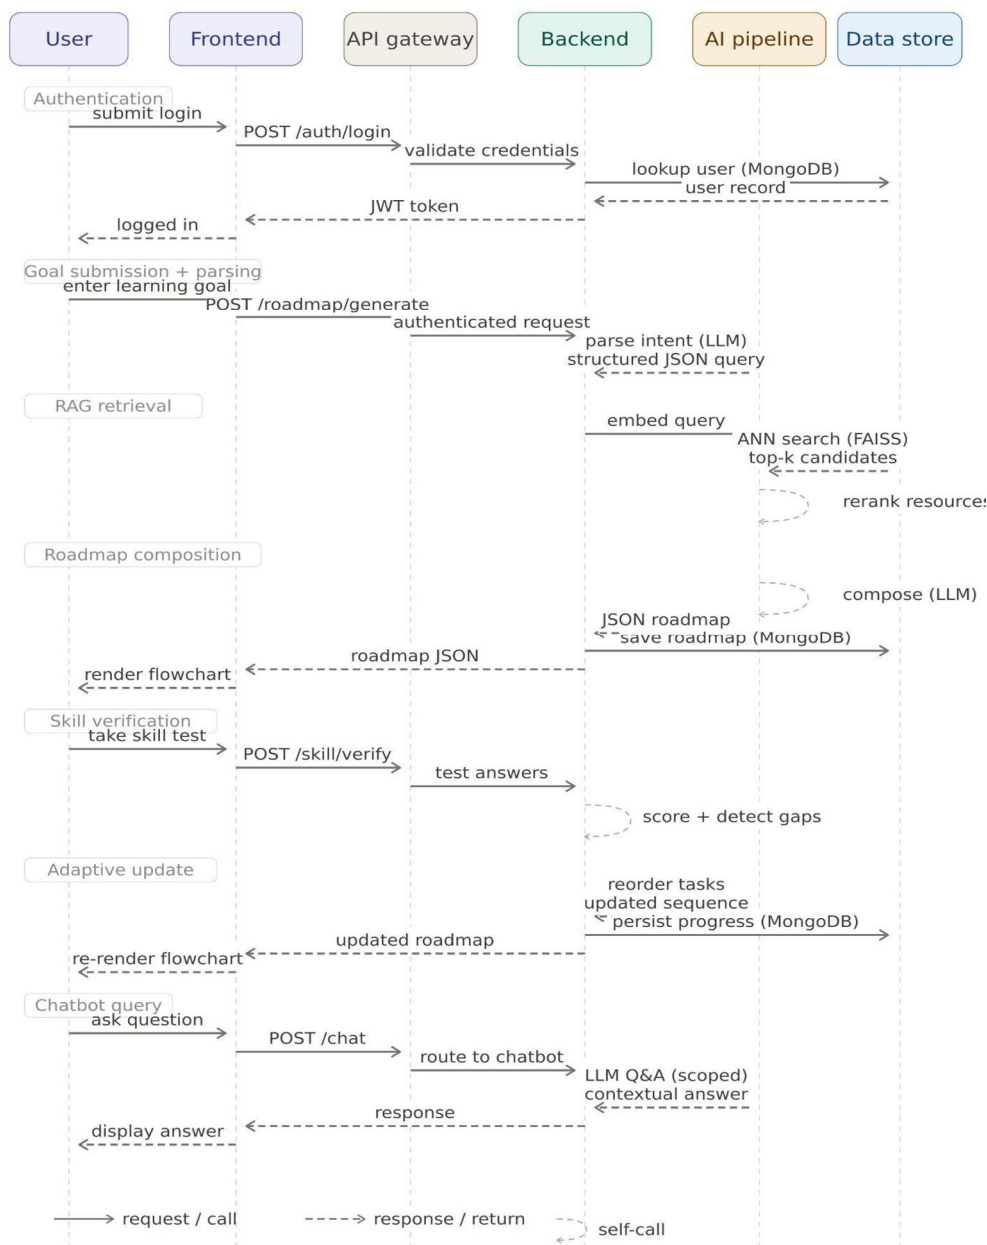 User
Frontend
API gateway
Backend
AI pipeline
Data store
Authentication
submit login
POST /auth/login
validate credentials
lookup user (MongoDB)
user record
JWT token
logged in
Goal submission + parsing
enter learning goal
POST /roadmap/generate
authenticated request
parse intent (LLM)
structured JSON query
RAG retrieval
embed query
ANN search (FAISS)
top-k candidates
rerank resources
Roadmap composition
compose (LLM)
JSON roadmap
save roadmap (MongoDB)
roadmap JSON
render flowchart
Skill verification
take skill test
POST /skill/verify
test answers
score + detect gaps
Adaptive update
reorder tasks
updated sequence
persist progress (MongoDB)
updated roadmap
re-render flowchart
Chatbot query
ask question
POST /chat
route to chatbot
LLM Q&A (scoped)
contextual answer
response
display answer
request / call
response / return
self-call